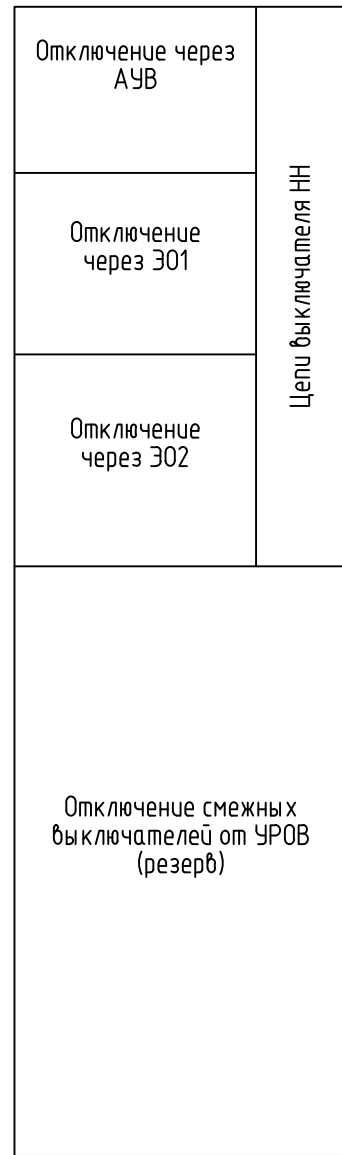 Отключение через
АУВ
Отключение
через ЭО1
Отключение
через ЭО2
Цепи выключателя НН
Отключение смежных
выключателей от УРОВ
(резерв)